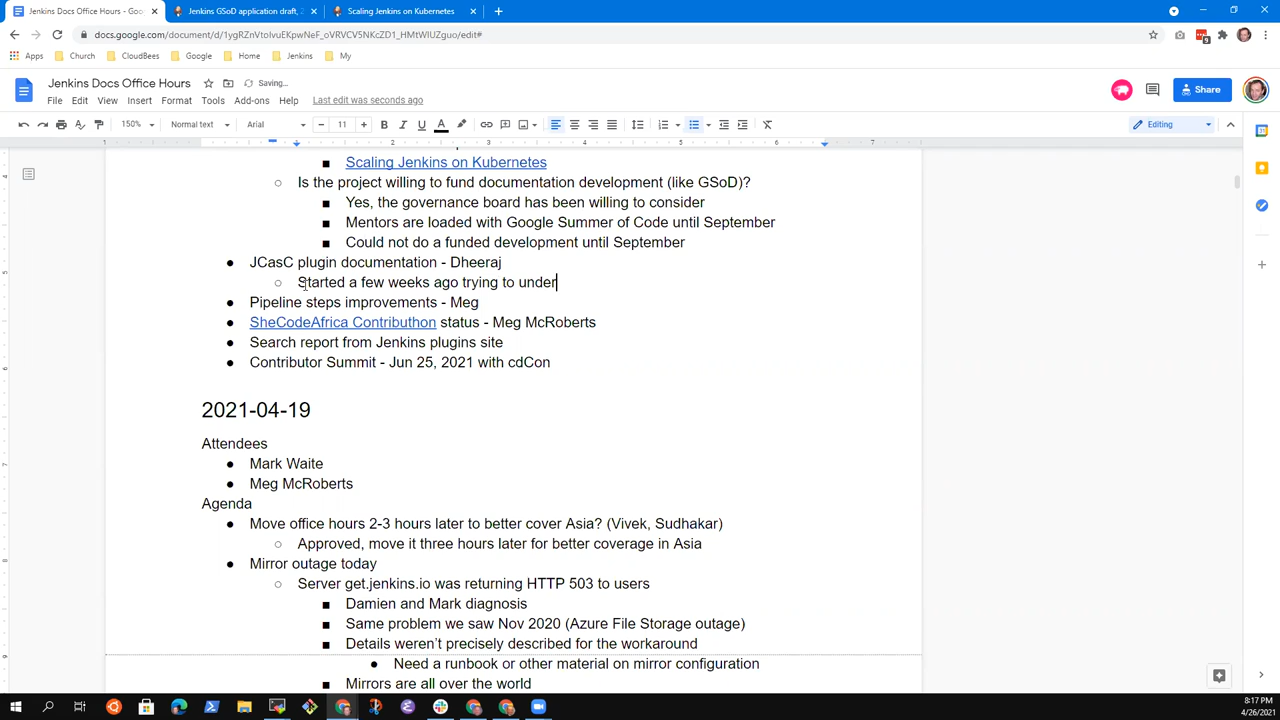 Jenkins Docs Office Hours - Goo
Jenkins GSoD application draft, 2
Scaling Jenkins on Kubernetes
docs.google.com/document/d/1ygRZnVtoIvuEKpwNeF_oVRVCV5NKcZD1_HMtWIUZguo/edit#
Apps
Church
CloudBees
Google
Home
Jenkins
My
Jenkins Docs Office Hours
Saving...
File Edit View Insert Format Tools Add-ons Help Last edit was seconds ago
Share
150% Normal text Arial 11 Editing
1 1 2 3 4 5 6 7
Scaling Jenkins on Kubernetes
Is the project willing to fund documentation development (like GSoD)?
Yes, the governance board has been willing to consider
Mentors are loaded with Google Summer of Code until September
Could not do a funded development until September
JCasC plugin documentation - Dheeraj
Started a few weeks ago trying to under
Pipeline steps improvements - Meg
SheCodeAfrica Contributhon status - Meg McRoberts
Search report from Jenkins plugins site
Contributor Summit - Jun 25, 2021 with cdCon
2021-04-19
Attendees
Mark Waite
Meg McRoberts
Agenda
Move office hours 2-3 hours later to better cover Asia? (Vivek, Sudhakar)
Approved, move it three hours later for better coverage in Asia
Mirror outage today
Server get.jenkins.io was returning HTTP 503 to users
Damien and Mark diagnosis
Same problem we saw Nov 2020 (Azure File Storage outage)
Details weren't precisely described for the workaround
Need a runbook or other material on mirror configuration
Mirrors are all over the world
8:17 PM
4/26/2021